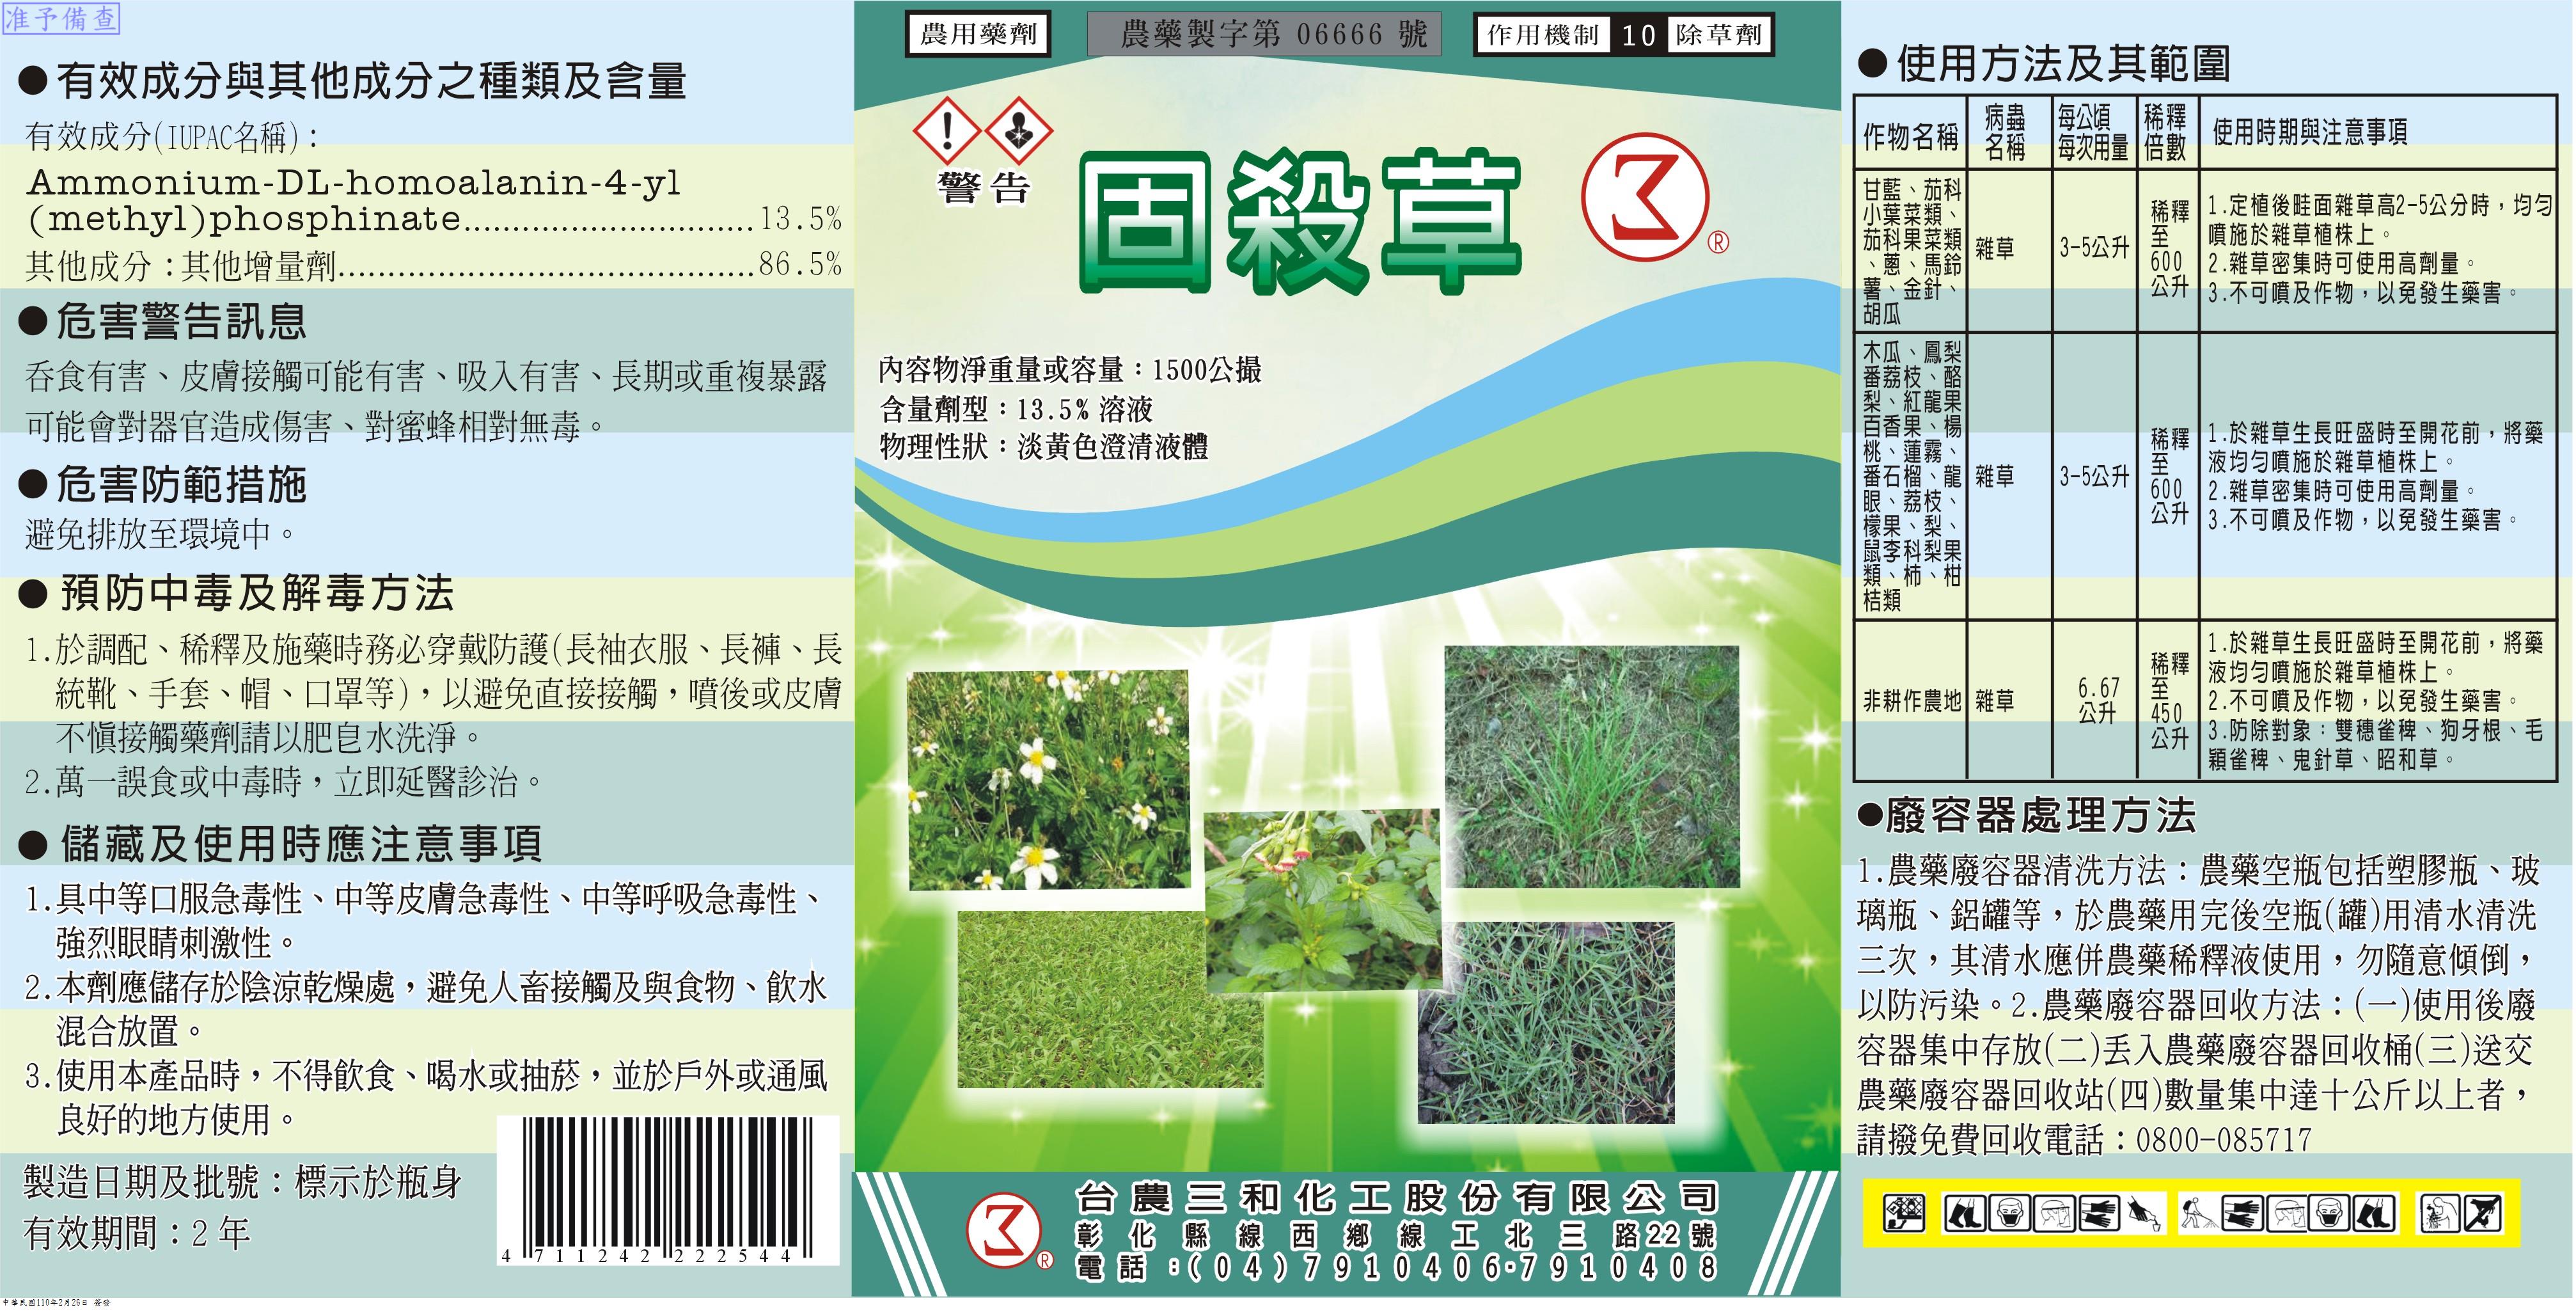 准予備查
●有效成分與其他成分之種類及含量
有效成分(IUPAC名稱):
Ammonium-DL-homoalanin-4-yl
(methyl)phosphinate..............................13.5%
其他成分:其他增量劑..........................................86.5%
●危害警告訊息
吞食有害、皮膚接觸可能有害、吸入有害、長期或重複暴露
可能會對器官造成傷害、對蜜蜂相對無毒。
●危害防範措施
避免排放至環境中。
●預防中毒及解毒方法
1.於調配、稀釋及施藥時務必穿戴防護(長袖衣服、長褲、長
統靴、手套、帽、口罩等),以避免直接接觸,噴後或皮膚
不慎接觸藥劑請以肥皂水洗淨。
2.萬一誤食或中毒時,立即延醫診治。
●儲藏及使用時應注意事項
1.具中等口服急毒性、中等皮膚急毒性、中等呼吸急毒性、
強烈眼睛刺激性。
2.本劑應儲存於陰涼乾燥處,避免人畜接觸及與食物、飲水
混合放置。
3.使用本產品時,不得飲食、喝水或抽菸,並於戶外或通風
良好的地方使用。
製造日期及批號:標示於瓶身
有效期間:2年
4 711242 222544
中華民國110年2月26日 簽發
農用藥劑
農藥製字第 06666 號
作用機制 10 除草劑
警告
固殺草
®
內容物淨重量或容量:1500公撮
含量劑型:13.5% 溶液
物理性狀:淡黃色澄清液體
®
台農三和化工股份有限公司
彰化縣線西鄉線工北三路22號
電話:(04)7910406·7910408
●使用方法及其範圍
作物名稱 病蟲名稱 每公頃每次用量 稀釋倍數 使用時期與注意事項
甘藍、茄科
小葉菜類、
茄科果菜類
、蔥、馬鈴
薯、金針、
胡瓜
雜草
3-5公升
稀釋
至
600
公升
1.定植後畦面雜草高2-5公分時,均勻
噴施於雜草植株上。
2.雜草密集時可使用高劑量。
3.不可噴及作物,以免發生藥害。
木瓜、鳳梨
番荔枝、酪
梨、紅龍果
百香果、楊
桃、蓮霧、
番石榴、龍
眼、荔枝、
檬果、梨、
鼠李科梨果
類、柿、柑
桔類
雜草
3-5公升
稀釋
至
600
公升
1.於雜草生長旺盛時至開花前,將藥
液均勻噴施於雜草植株上。
2.雜草密集時可使用高劑量。
3.不可噴及作物,以免發生藥害。
非耕作農地
雜草
6.67
公升
稀釋
至
450
公升
1.於雜草生長旺盛時至開花前,將藥
液均勻噴施於雜草植株上。
2.不可噴及作物,以免發生藥害。
3.防除對象:雙穗雀稗、狗牙根、毛
穎雀稗、鬼針草、昭和草。
●廢容器處理方法
1.農藥廢容器清洗方法:農藥空瓶包括塑膠瓶、玻
璃瓶、鋁罐等,於農藥用完後空瓶(罐)用清水清洗
三次,其清水應併農藥稀釋液使用,勿隨意傾倒,
以防污染。2.農藥廢容器回收方法:(一)使用後廢
容器集中存放(二)丟入農藥廢容器回收桶(三)送交
農藥廢容器回收站(四)數量集中達十公斤以上者,
請撥免費回收電話:0800-085717